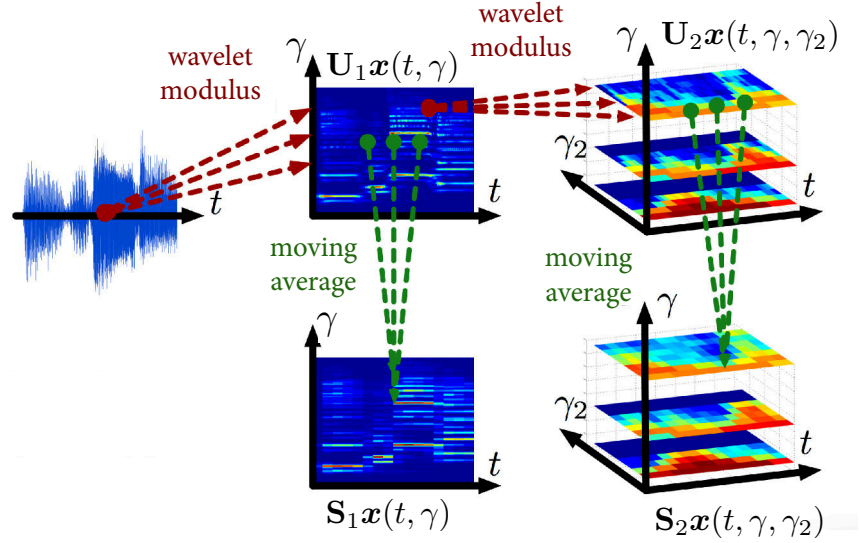 wavelet
modulus
γ
U₁x(t, γ)
t
wavelet
modulus
γ
U₂x(t, γ, γ₂)
γ₂
t
t
moving
average
moving
average
γ
t
S₁x(t, γ)
γ
γ₂
t
S₂x(t, γ, γ₂)